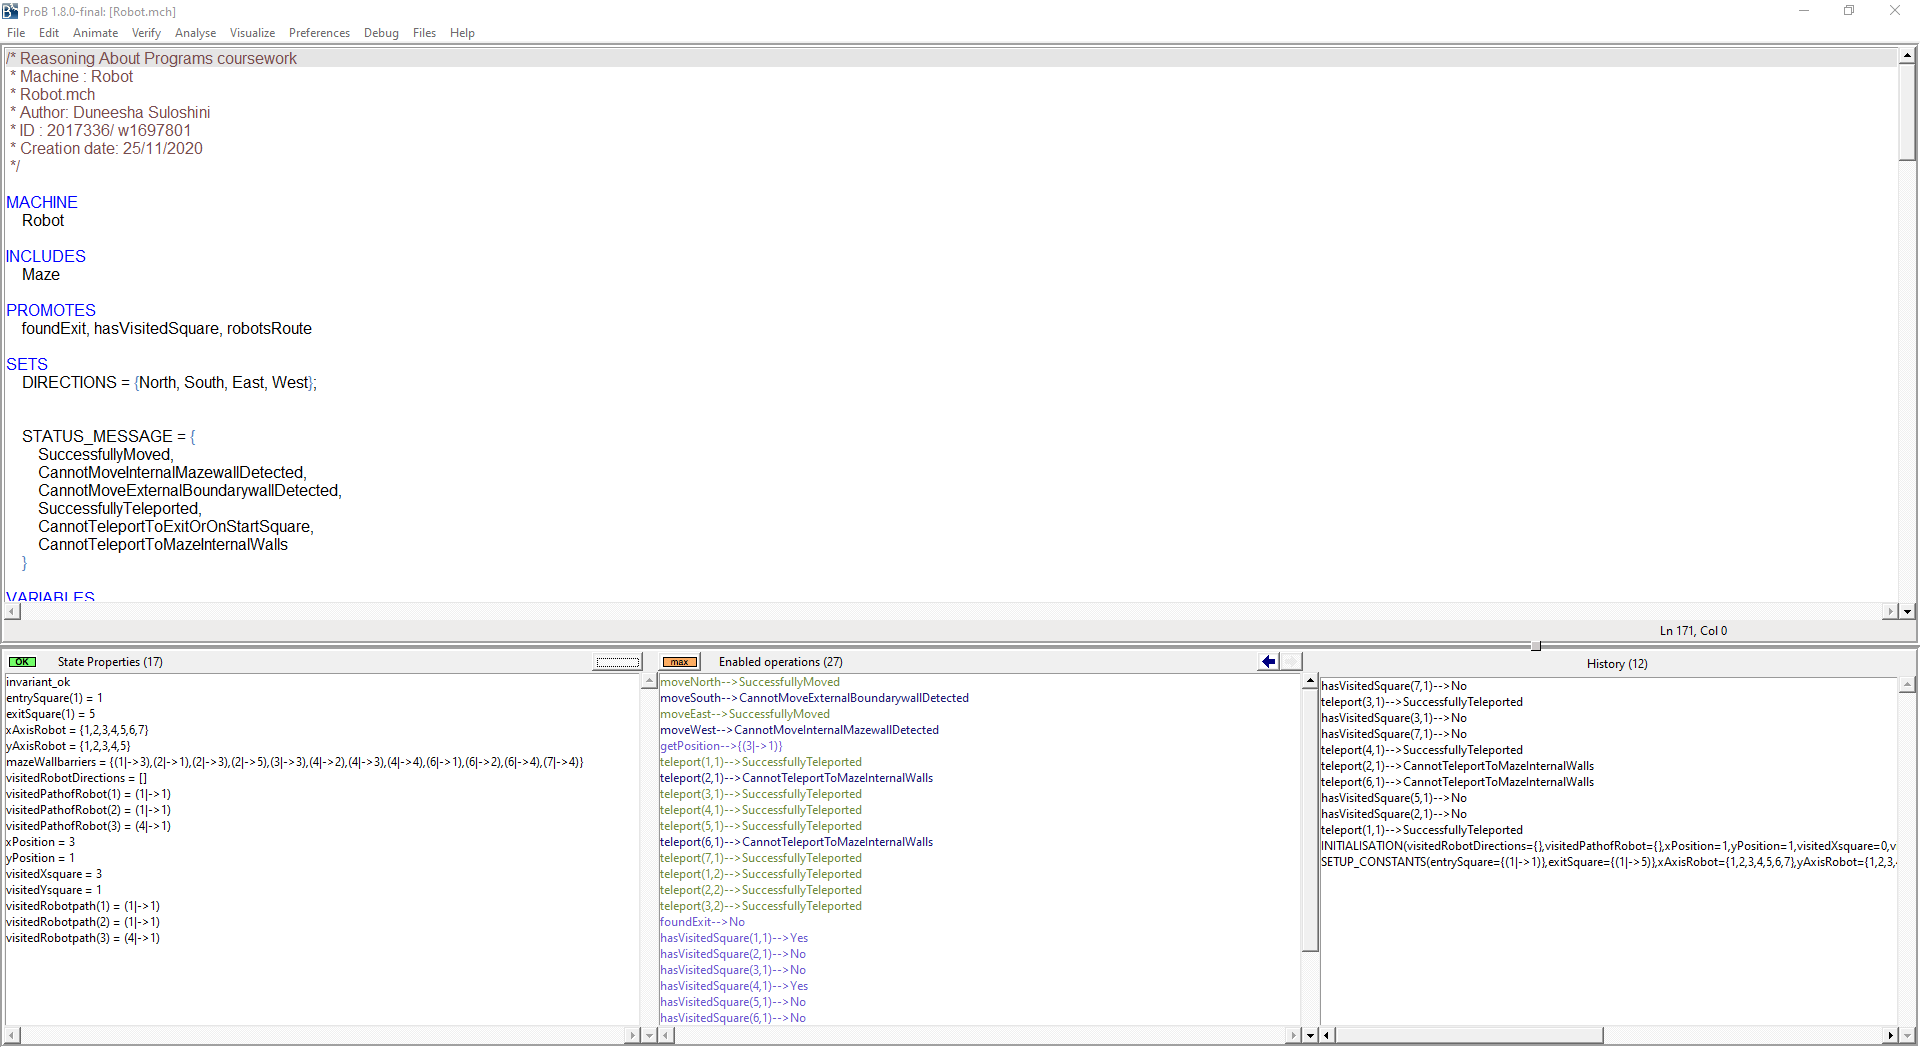 ProB 1.8.0-final: [Robot.mch]
File Edit Animate Verify Analyse Visualize Preferences Debug Files Help
/* Reasoning About Programs coursework
* Machine : Robot
* Robot.mch
* Author: Duneesha Suloshini
* ID : 2017336/ w1697801
* Creation date: 25/11/2020
*/
MACHINE
Robot
INCLUDES
Maze
PROMOTES
foundExit, hasVisitedSquare, robotsRoute
SETS
DIRECTIONS = {North, South, East, West};
STATUS_MESSAGE = {
SuccessfullyMoved,
CannotMoveInternalMazewallDetected,
CannotMoveExternalBoundarywallDetected,
SuccessfullyTeleported,
CannotTeleportToExitOrOnStartSquare,
CannotTeleportToMazeInternalWalls
}
VARIABLES
Ln 171, Col 0
OK State Properties (17)
invariant_ok
entrySquare(1) = 1
exitSquare(1) = 5
xAxisRobot = {1,2,3,4,5,6,7}
yAxisRobot = {1,2,3,4,5}
mazeWallbarriers = {(1|->3),(2|->1),(2|->3),(2|->5),(3|->3),(4|->2),(4|->3),(4|->4),(6|->1),(6|->2),(6|->4),(7|->4)}
visitedRobotDirections = []
visitedPathofRobot(1) = (1|->1)
visitedPathofRobot(2) = (1|->1)
visitedPathofRobot(3) = (4|->1)
xPosition = 3
yPosition = 1
visitedXsquare = 3
visitedYsquare = 1
visitedRobotpath(1) = (1|->1)
visitedRobotpath(2) = (1|->1)
visitedRobotpath(3) = (4|->1)
max Enabled operations (27)
moveNorth-->SuccessfullyMoved
moveSouth-->CannotMoveExternalBoundarywallDetected
moveEast-->SuccessfullyMoved
moveWest-->CannotMoveInternalMazewallDetected
getPosition-->{(3|->1)}
teleport(1,1)-->SuccessfullyTeleported
teleport(2,1)-->CannotTeleportToMazeInternalWalls
teleport(3,1)-->SuccessfullyTeleported
teleport(4,1)-->SuccessfullyTeleported
teleport(5,1)-->SuccessfullyTeleported
teleport(6,1)-->CannotTeleportToMazeInternalWalls
teleport(7,1)-->SuccessfullyTeleported
teleport(1,2)-->SuccessfullyTeleported
teleport(2,2)-->SuccessfullyTeleported
teleport(3,2)-->SuccessfullyTeleported
foundExit-->No
hasVisitedSquare(1,1)-->Yes
hasVisitedSquare(2,1)-->No
hasVisitedSquare(3,1)-->No
hasVisitedSquare(4,1)-->Yes
hasVisitedSquare(5,1)-->No
hasVisitedSquare(6,1)-->No
History (12)
hasVisitedSquare(7,1)-->No
teleport(3,1)-->SuccessfullyTeleported
hasVisitedSquare(3,1)-->No
hasVisitedSquare(7,1)-->No
teleport(4,1)-->SuccessfullyTeleported
teleport(2,1)-->CannotTeleportToMazeInternalWalls
teleport(6,1)-->CannotTeleportToMazeInternalWalls
hasVisitedSquare(5,1)-->No
hasVisitedSquare(2,1)-->No
teleport(1,1)-->SuccessfullyTeleported
INITIALISATION(visitedRobotDirections={},visitedPathofRobot={},xPosition=1,yPosition=1,visitedXsquare=0,v
SETUP_CONSTANTS(entrySquare={(1|->1)},exitSquare={(1|->5)},xAxisRobot={1,2,3,4,5,6,7},yAxisRobot={1,2,3,